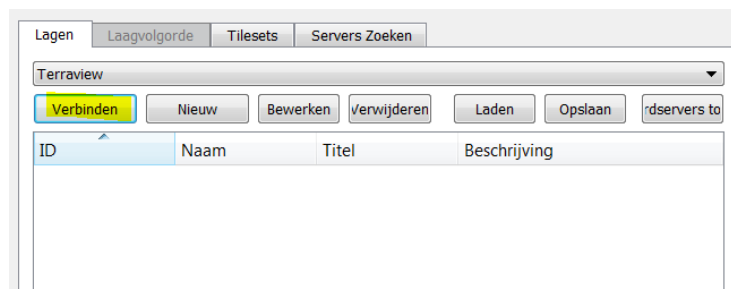 Lagen Laagvolgorde Tilesets Servers Zoeken
Terraview
Verbinden Nieuw Bewerken Verwijderen Laden Opslaan rdservers to
ID Naam Titel Beschrijving